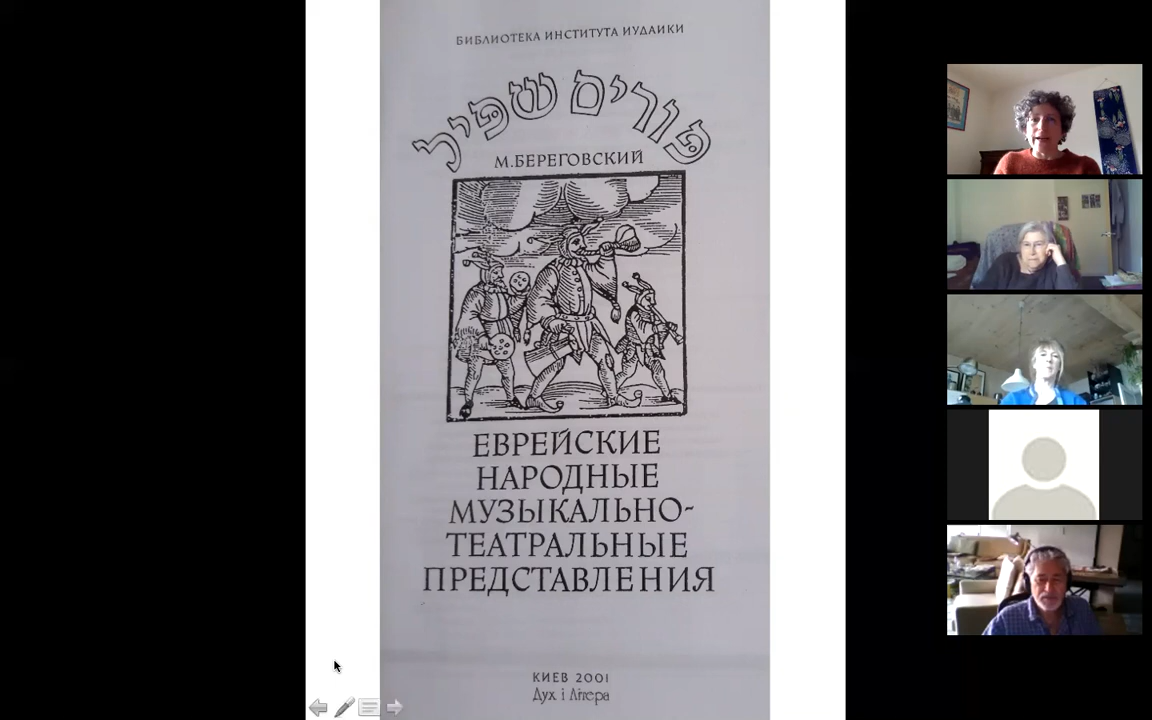 БИБЛИОТЕКА ИНСТИТУТА ИУДАИКИ
פורים שפיל
М.БЕРЕГОВСКИЙ
ЕВРЕЙСКИЕ
НАРОДНЫЕ
МУЗЫКАЛЬНО-
ТЕАТРАЛЬНЫЕ
ПРЕДСТАВЛЕНИЯ
КИЕВ 2001
Дух і Літера